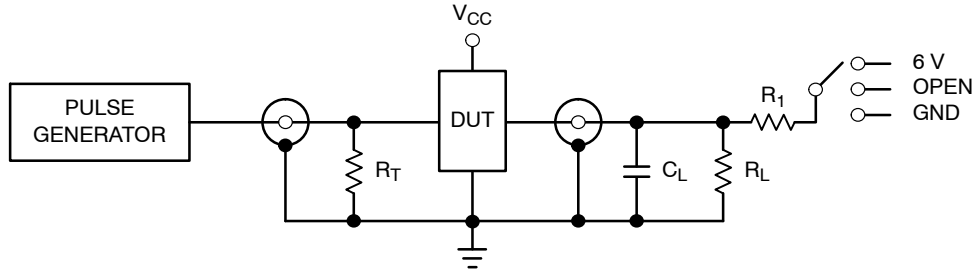 V_CC
6 V
OPEN
GND
PULSE
GENERATOR
DUT
R_1
R_T
C_L
R_L